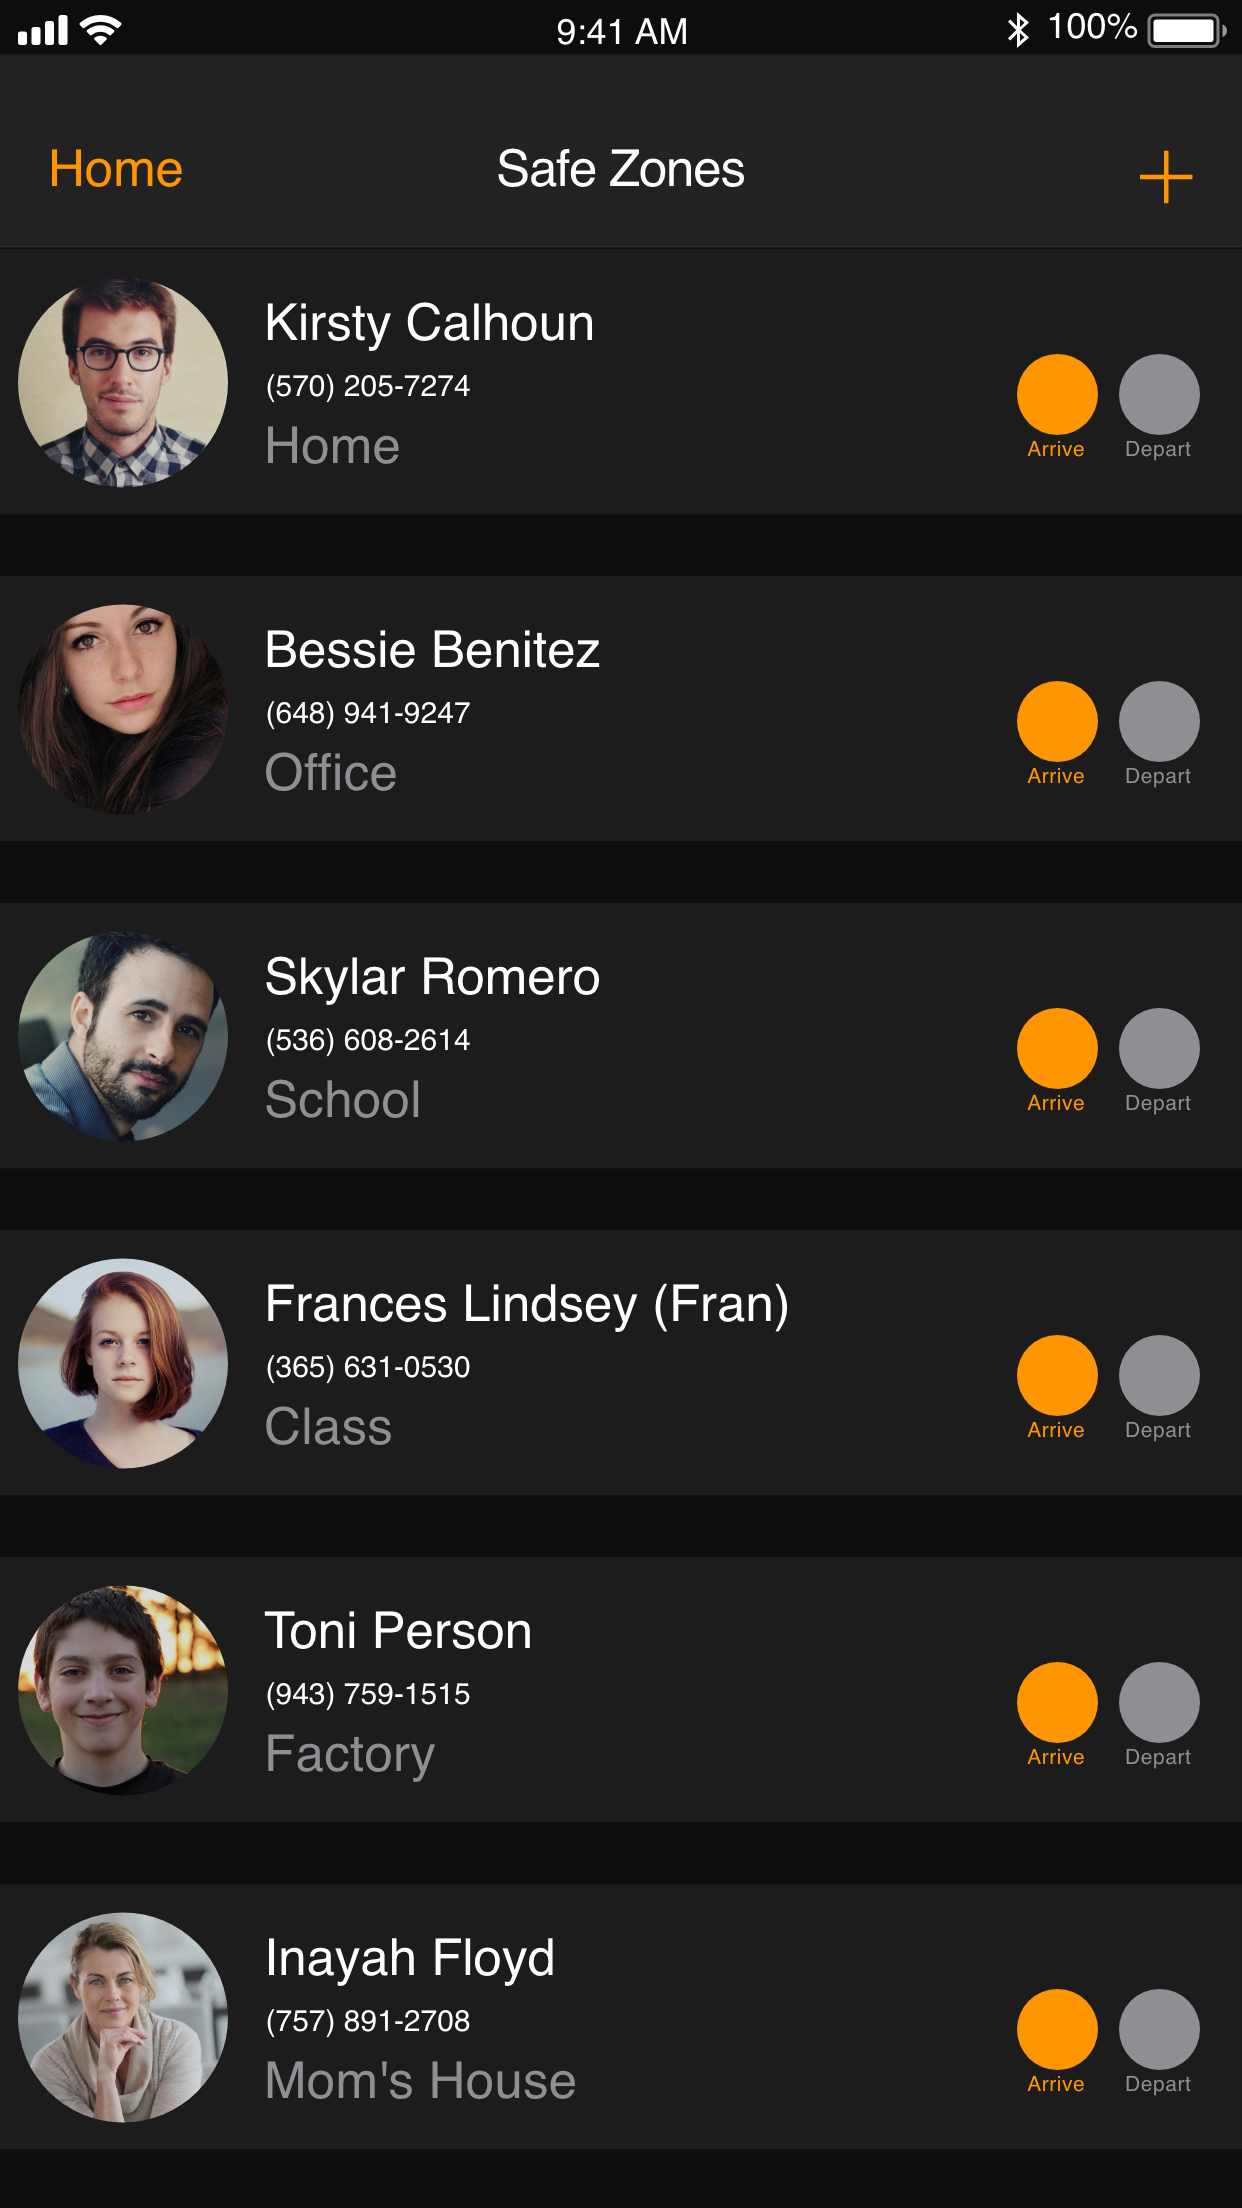 9:41 AM 100%
Home Safe Zones
Kirsty Calhoun
(570) 205-7274
Home
Arrive Depart
Bessie Benitez
(648) 941-9247
Office
Arrive Depart
Skylar Romero
(536) 608-2614
School
Arrive Depart
Frances Lindsey (Fran)
(365) 631-0530
Class
Arrive Depart
Toni Person
(943) 759-1515
Factory
Arrive Depart
Inayah Floyd
(757) 891-2708
Mom's House
Arrive Depart